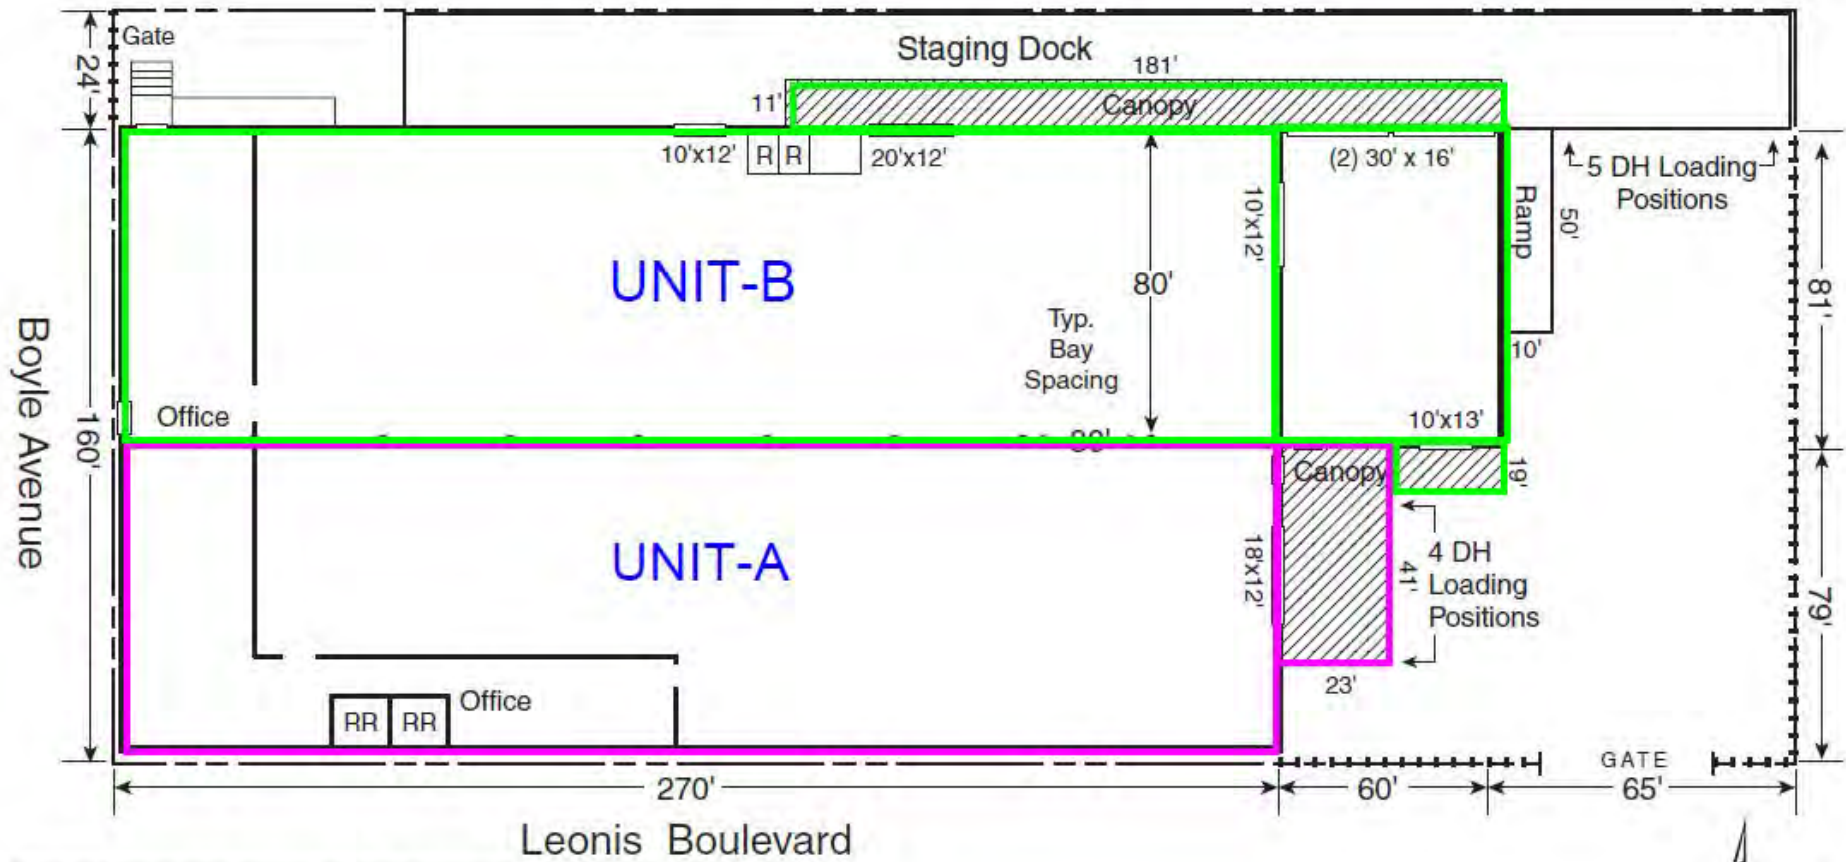 Gate
Staging Dock
181'
24'
11'
Canopy
10'x12'
R R
20'x12'
(2) 30' x 16'
5 DH Loading
Positions
Ramp
50'
10'x12'
UNIT-B
80'
81'
Typ.
Bay
Spacing
10'
Boyle Avenue
160'
Office
10'x13'
Canopy
19'
UNIT-A
18'x12'
41'
4 DH
Loading
Positions
79'
23'
Office
RR RR
GATE
270'
60'
65'
Leonis Boulevard